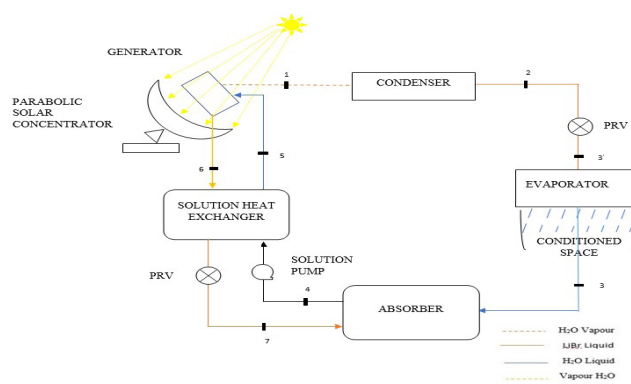 GENERATOR
PARABOLIC
SOLAR
CONCENTRATOR
1
CONDENSER
2
PRV
3'
EVAPORATOR
CONDITIONED
SPACE
3
6
5
SOLUTION HEAT
EXCHANGER
PRV
SOLUTION
PUMP
4
7
ABSORBER
H₂O Vapour
LiBr Liquid
H₂O Liquid
Vapour H₂O